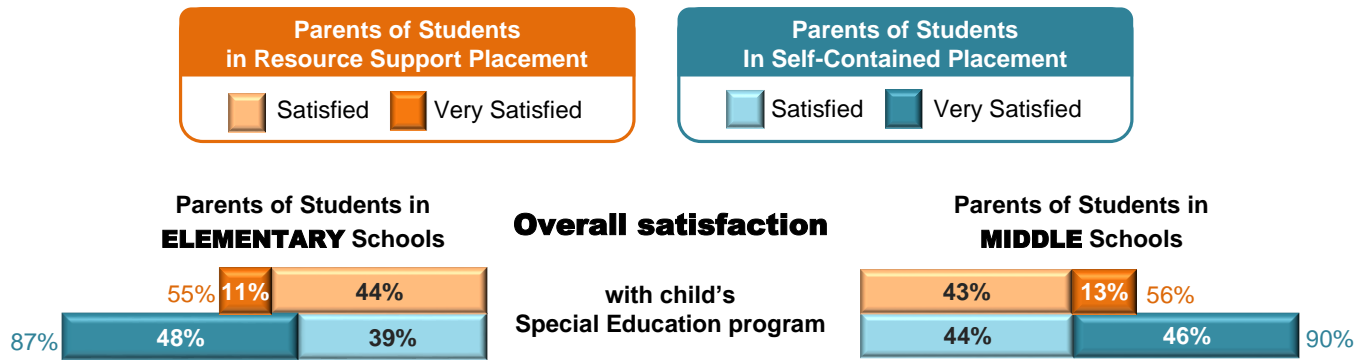 Parents of Students
in Resource Support Placement
Satisfied Very Satisfied
Parents of Students
In Self-Contained Placement
Satisfied Very Satisfied
Parents of Students in
ELEMENTARY Schools
55% 11% 44%
87% 48% 39%
Overall satisfaction
with child's
Special Education program
Parents of Students in
MIDDLE Schools
43% 13% 56%
44% 46% 90%